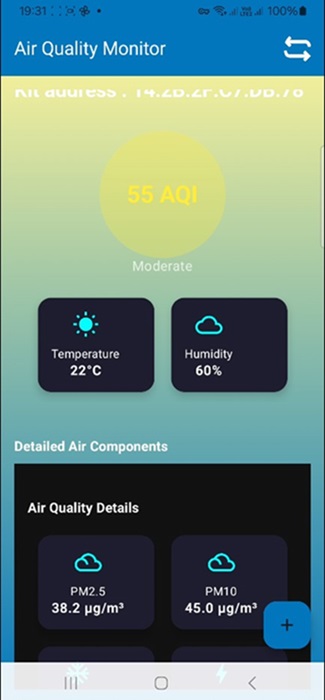 19:31
100%
Air Quality Monitor
Kit address : 14:2B:2F:C7:DB:78
55 AQI
Moderate
Temperature
22°C
Humidity
60%
Detailed Air Components
Air Quality Details
PM2.5
38.2 µg/m³
PM10
45.0 µg/m³
+